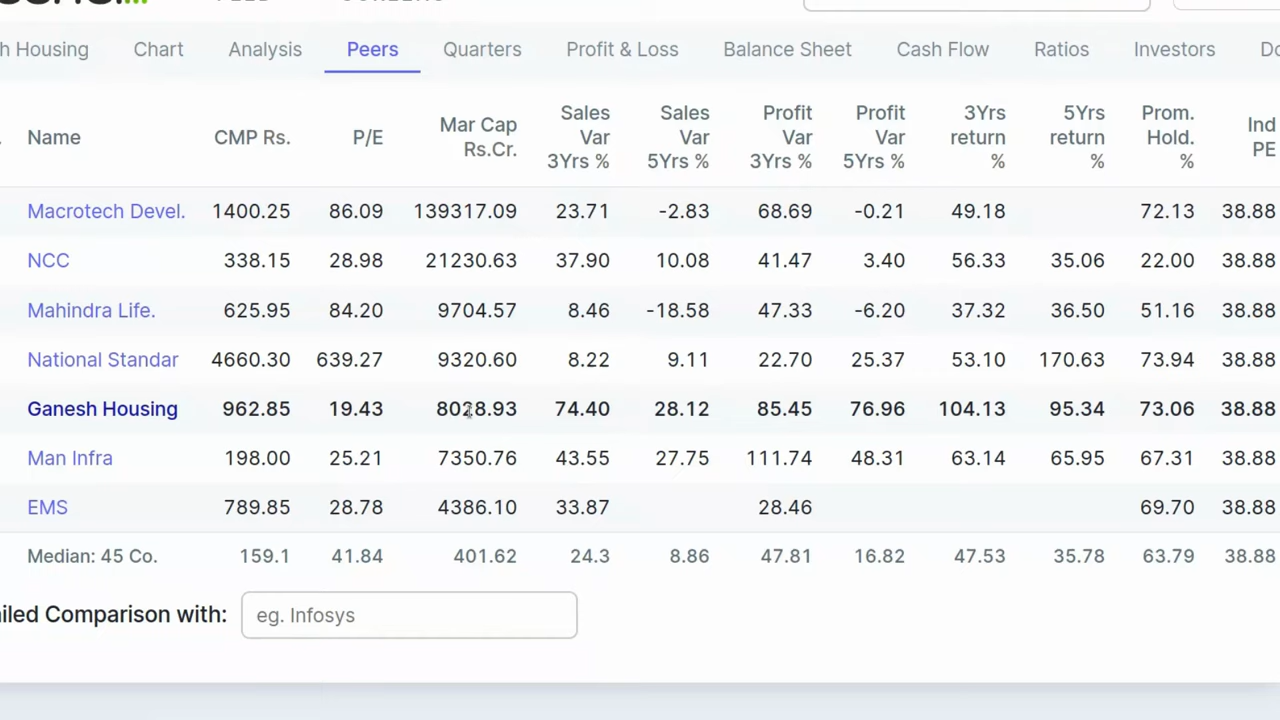 h Housing Chart Analysis Peers Quarters Profit & Loss Balance Sheet Cash Flow Ratios Investors Do
Name CMP Rs. P/E Mar Cap Rs.Cr. Sales Var 3Yrs % Sales Var 5Yrs % Profit Var 3Yrs % Profit Var 5Yrs % 3Yrs return % 5Yrs return % Prom. Hold. % Ind PE
Macrotech Devel. 1400.25 86.09 139317.09 23.71 -2.83 68.69 -0.21 49.18 72.13 38.88
NCC 338.15 28.98 21230.63 37.90 10.08 41.47 3.40 56.33 35.06 22.00 38.88
Mahindra Life. 625.95 84.20 9704.57 8.46 -18.58 47.33 -6.20 37.32 36.50 51.16 38.88
National Standar 4660.30 639.27 9320.60 8.22 9.11 22.70 25.37 53.10 170.63 73.94 38.88
Ganesh Housing 962.85 19.43 8028.93 74.40 28.12 85.45 76.96 104.13 95.34 73.06 38.88
Man Infra 198.00 25.21 7350.76 43.55 27.75 111.74 48.31 63.14 65.95 67.31 38.88
EMS 789.85 28.78 4386.10 33.87 28.46 69.70 38.88
Median: 45 Co. 159.1 41.84 401.62 24.3 8.86 47.81 16.82 47.53 35.78 63.79 38.88
ailed Comparison with: eg. Infosys